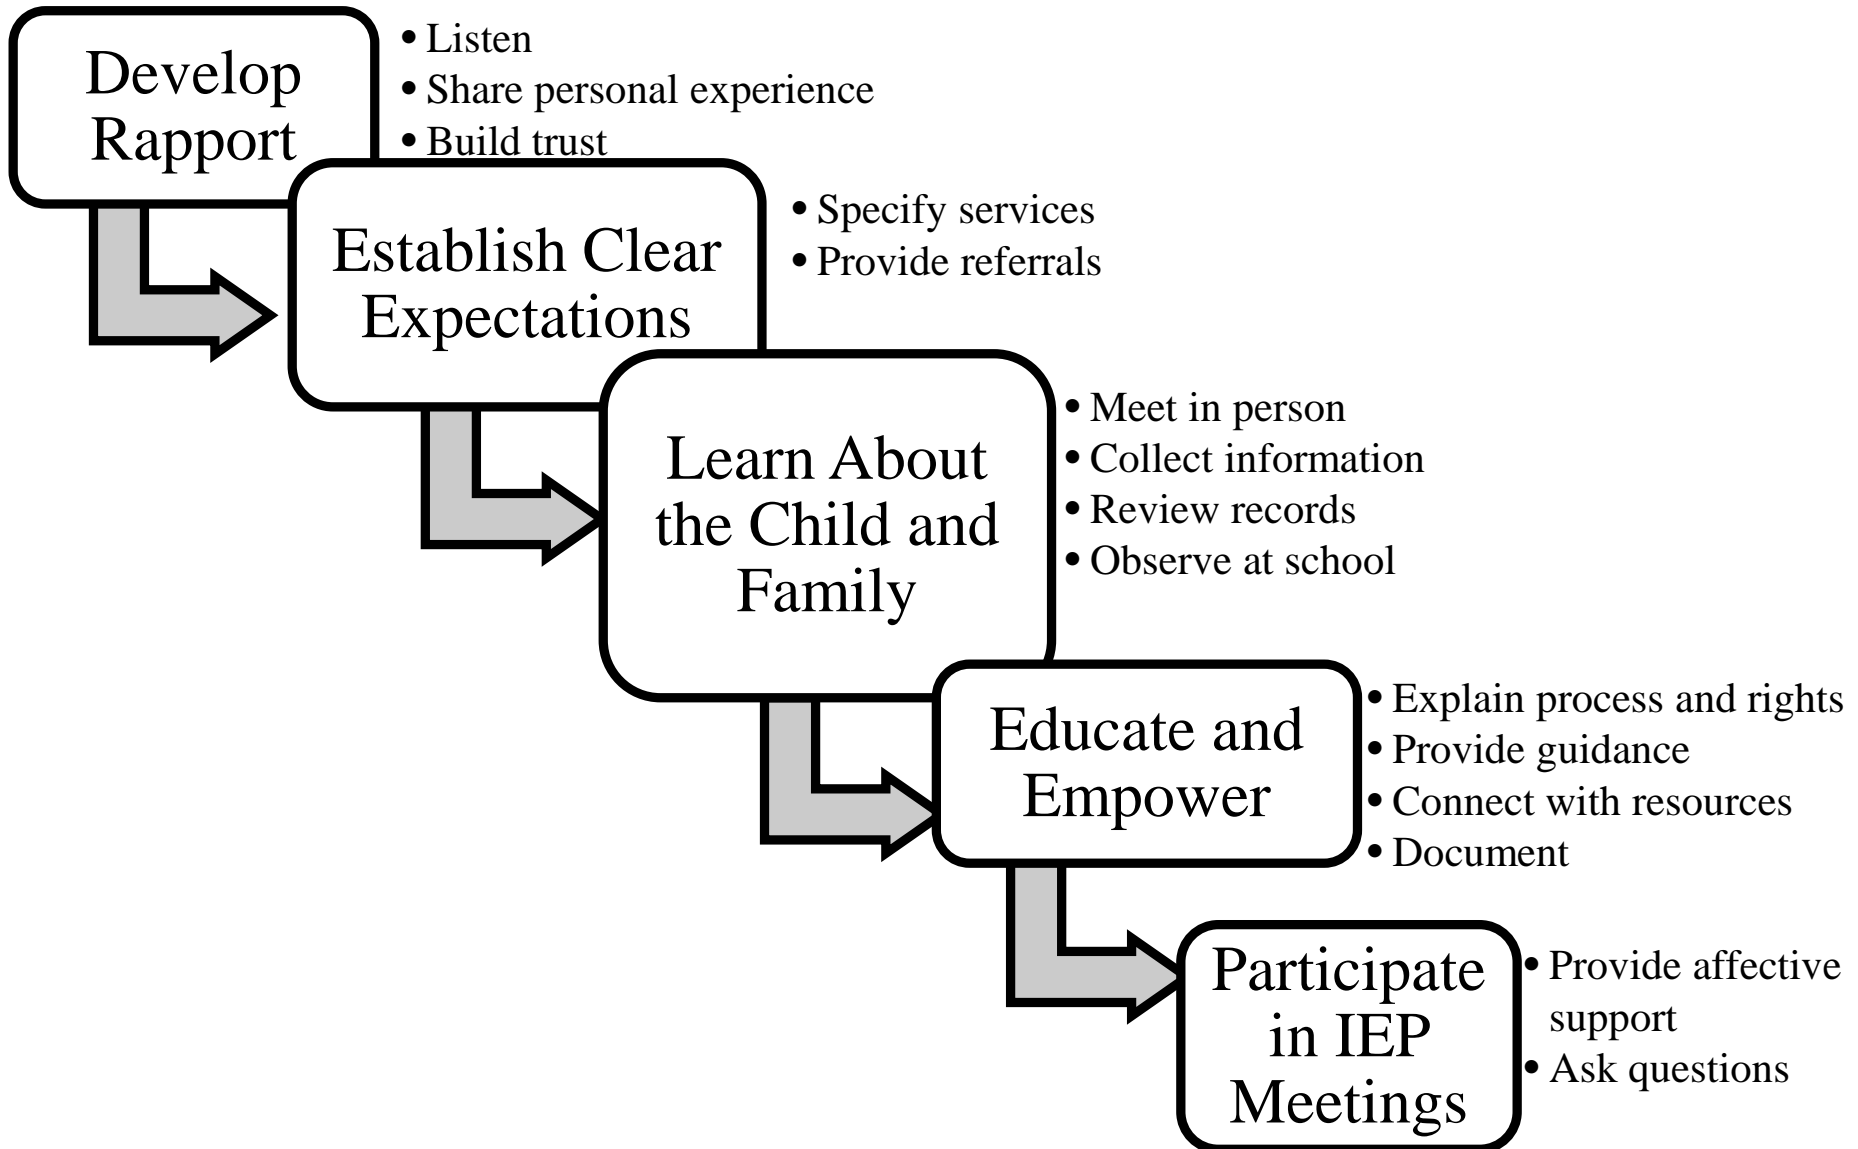 Develop
Rapport
• Listen
• Share personal experience
• Build trust
Establish Clear
Expectations
• Specify services
• Provide referrals
Learn About
the Child and
Family
• Meet in person
• Collect information
• Review records
• Observe at school
Educate and
Empower
• Explain process and rights
• Provide guidance
• Connect with resources
• Document
Participate
in IEP
Meetings
• Provide affective
support
• Ask questions